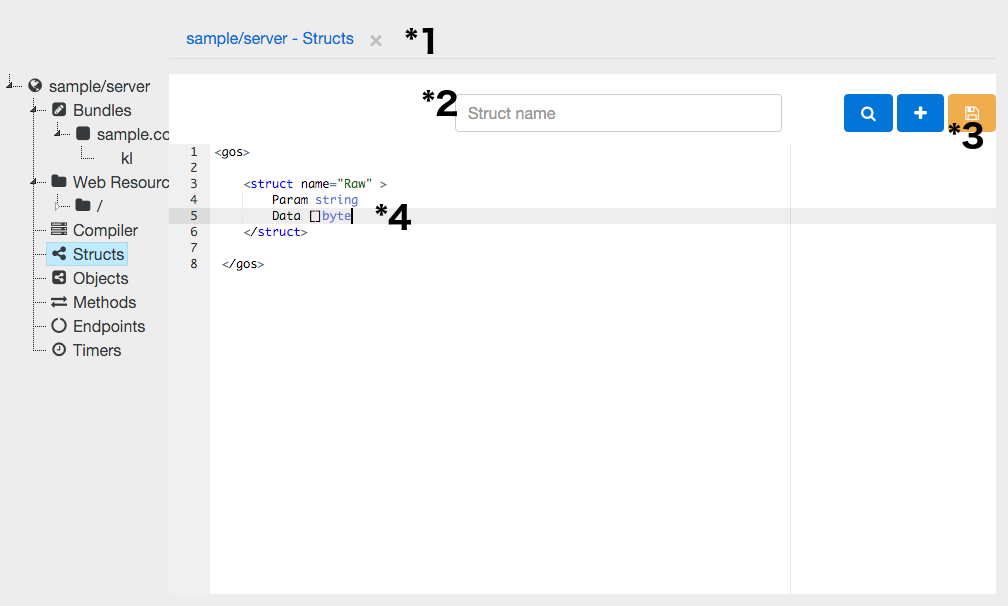 sample/server - Structs × *1
sample/server
Bundles
sample.co
kl
Web Resourc
/
Compiler
Structs
Objects
Methods
Endpoints
Timers
*2 Struct name
*3
1 <gos>
2
3 <struct name="Raw" >
4 Param string
5 Data []byte *4
6 </struct>
7
8 </gos>